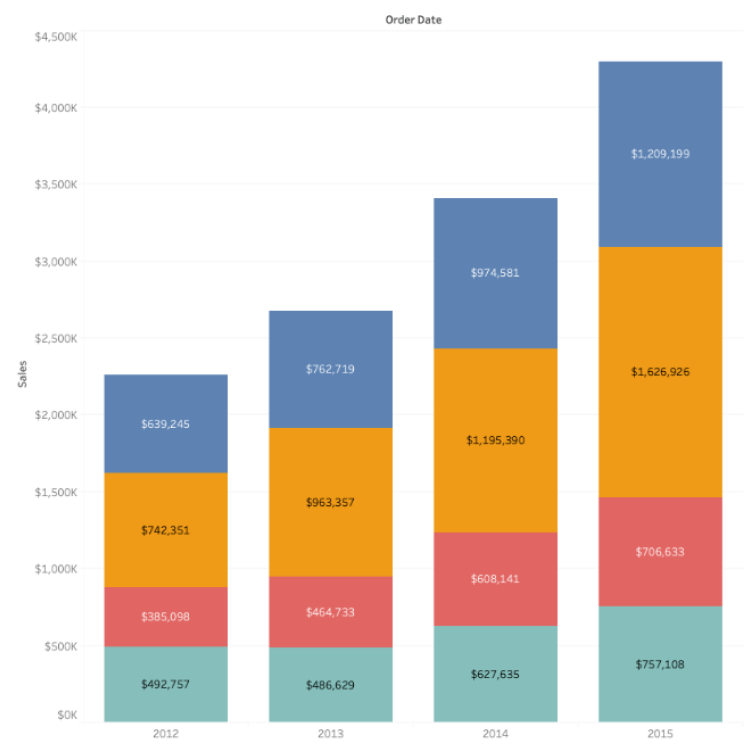 Order Date
$4,500K
$4,000K
$3,500K
$3,000K
$2,500K
$2,000K
$1,500K
$1,000K
$500K
$0K
Sales
$639,245
$742,351
$385,098
$492,757
$762,719
$963,357
$464,733
$486,629
$974,581
$1,195,390
$608,141
$627,635
$1,209,199
$1,626,926
$706,633
$757,108
2012 2013 2014 2015